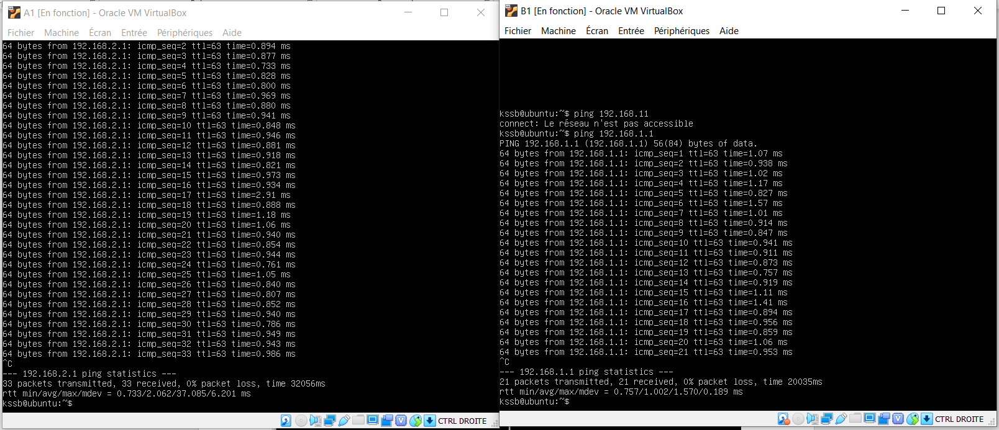 A1 [En fonction] - Oracle VM VirtualBox
Fichier Machine Écran Entrée Périphériques Aide
64 bytes from 192.168.2.1: icmp_seq=2 ttl=63 time=0.894 ms
64 bytes from 192.168.2.1: icmp_seq=3 ttl=63 time=0.877 ms
64 bytes from 192.168.2.1: icmp_seq=4 ttl=63 time=0.733 ms
64 bytes from 192.168.2.1: icmp_seq=5 ttl=63 time=0.828 ms
64 bytes from 192.168.2.1: icmp_seq=6 ttl=63 time=0.800 ms
64 bytes from 192.168.2.1: icmp_seq=7 ttl=63 time=0.969 ms
64 bytes from 192.168.2.1: icmp_seq=8 ttl=63 time=0.880 ms
64 bytes from 192.168.2.1: icmp_seq=9 ttl=63 time=0.941 ms
64 bytes from 192.168.2.1: icmp_seq=10 ttl=63 time=0.848 ms
64 bytes from 192.168.2.1: icmp_seq=11 ttl=63 time=0.946 ms
64 bytes from 192.168.2.1: icmp_seq=12 ttl=63 time=0.881 ms
64 bytes from 192.168.2.1: icmp_seq=13 ttl=63 time=0.918 ms
64 bytes from 192.168.2.1: icmp_seq=14 ttl=63 time=0.821 ms
64 bytes from 192.168.2.1: icmp_seq=15 ttl=63 time=0.973 ms
64 bytes from 192.168.2.1: icmp_seq=16 ttl=63 time=0.934 ms
64 bytes from 192.168.2.1: icmp_seq=17 ttl=63 time=2.91 ms
64 bytes from 192.168.2.1: icmp_seq=18 ttl=63 time=0.888 ms
64 bytes from 192.168.2.1: icmp_seq=19 ttl=63 time=1.18 ms
64 bytes from 192.168.2.1: icmp_seq=20 ttl=63 time=1.06 ms
64 bytes from 192.168.2.1: icmp_seq=21 ttl=63 time=0.940 ms
64 bytes from 192.168.2.1: icmp_seq=22 ttl=63 time=0.854 ms
64 bytes from 192.168.2.1: icmp_seq=23 ttl=63 time=0.944 ms
64 bytes from 192.168.2.1: icmp_seq=24 ttl=63 time=0.761 ms
64 bytes from 192.168.2.1: icmp_seq=25 ttl=63 time=1.05 ms
64 bytes from 192.168.2.1: icmp_seq=26 ttl=63 time=0.840 ms
64 bytes from 192.168.2.1: icmp_seq=27 ttl=63 time=0.807 ms
64 bytes from 192.168.2.1: icmp_seq=28 ttl=63 time=0.852 ms
64 bytes from 192.168.2.1: icmp_seq=29 ttl=63 time=0.940 ms
64 bytes from 192.168.2.1: icmp_seq=30 ttl=63 time=0.786 ms
64 bytes from 192.168.2.1: icmp_seq=31 ttl=63 time=0.949 ms
64 bytes from 192.168.2.1: icmp_seq=32 ttl=63 time=0.943 ms
64 bytes from 192.168.2.1: icmp_seq=33 ttl=63 time=0.986 ms
^C
--- 192.168.2.1 ping statistics ---
33 packets transmitted, 33 received, 0% packet loss, time 32056ms
rtt min/avg/max/mdev = 0.733/2.062/37.085/6.201 ms
kssb@ubuntu:~$
CTRL DROITE
B1 [En fonction] - Oracle VM VirtualBox
Fichier Machine Écran Entrée Périphériques Aide
kssb@ubuntu:~$ ping 192.168.11
connect: Le réseau n'est pas accessible
kssb@ubuntu:~$ ping 192.168.1.1
PING 192.168.1.1 (192.168.1.1) 56(84) bytes of data.
64 bytes from 192.168.1.1: icmp_seq=1 ttl=63 time=1.07 ms
64 bytes from 192.168.1.1: icmp_seq=2 ttl=63 time=0.938 ms
64 bytes from 192.168.1.1: icmp_seq=3 ttl=63 time=1.02 ms
64 bytes from 192.168.1.1: icmp_seq=4 ttl=63 time=1.17 ms
64 bytes from 192.168.1.1: icmp_seq=5 ttl=63 time=0.827 ms
64 bytes from 192.168.1.1: icmp_seq=6 ttl=63 time=1.57 ms
64 bytes from 192.168.1.1: icmp_seq=7 ttl=63 time=1.01 ms
64 bytes from 192.168.1.1: icmp_seq=8 ttl=63 time=0.914 ms
64 bytes from 192.168.1.1: icmp_seq=9 ttl=63 time=0.847 ms
64 bytes from 192.168.1.1: icmp_seq=10 ttl=63 time=0.941 ms
64 bytes from 192.168.1.1: icmp_seq=11 ttl=63 time=0.911 ms
64 bytes from 192.168.1.1: icmp_seq=12 ttl=63 time=0.873 ms
64 bytes from 192.168.1.1: icmp_seq=13 ttl=63 time=0.757 ms
64 bytes from 192.168.1.1: icmp_seq=14 ttl=63 time=0.919 ms
64 bytes from 192.168.1.1: icmp_seq=15 ttl=63 time=1.11 ms
64 bytes from 192.168.1.1: icmp_seq=16 ttl=63 time=1.41 ms
64 bytes from 192.168.1.1: icmp_seq=17 ttl=63 time=0.894 ms
64 bytes from 192.168.1.1: icmp_seq=18 ttl=63 time=0.956 ms
64 bytes from 192.168.1.1: icmp_seq=19 ttl=63 time=0.859 ms
64 bytes from 192.168.1.1: icmp_seq=20 ttl=63 time=1.06 ms
64 bytes from 192.168.1.1: icmp_seq=21 ttl=63 time=0.953 ms
^C
--- 192.168.1.1 ping statistics ---
21 packets transmitted, 21 received, 0% packet loss, time 20035ms
rtt min/avg/max/mdev = 0.757/1.002/1.570/0.189 ms
kssb@ubuntu:~$
CTRL DROITE